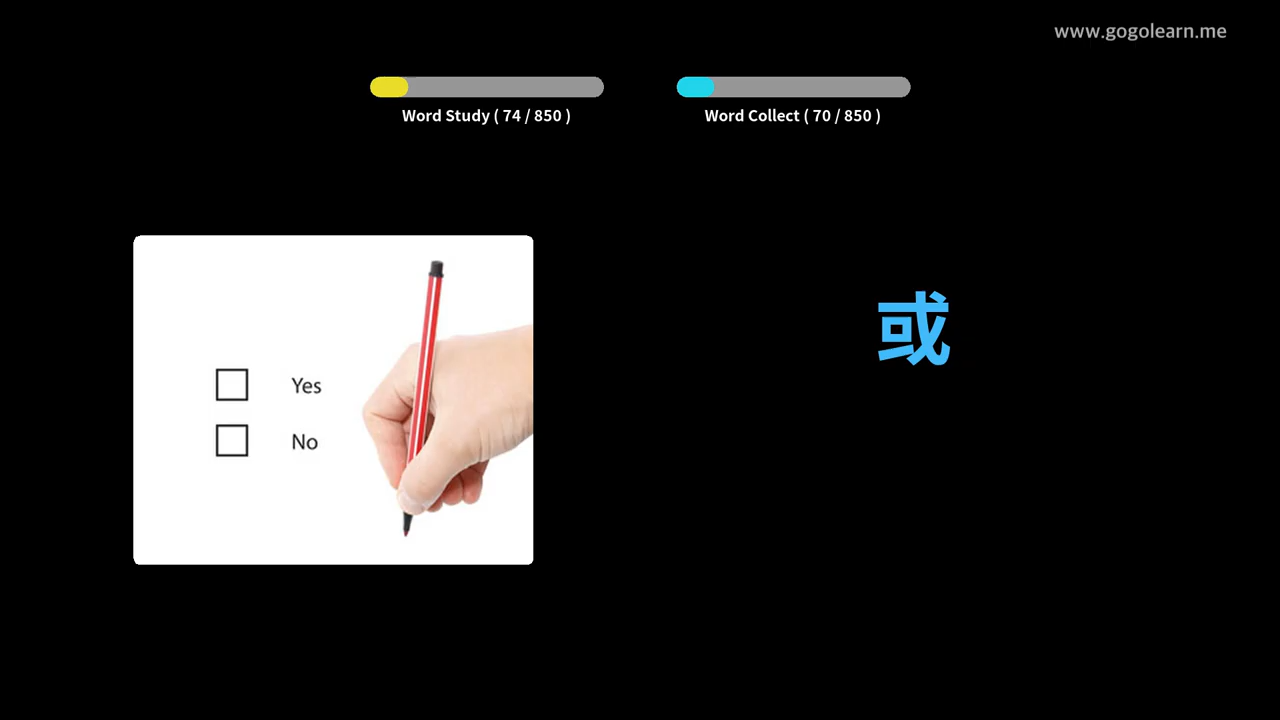 www.gogolearn.me
Word Study ( 74 / 850 )
Word Collect ( 70 / 850 )
Yes
No
或